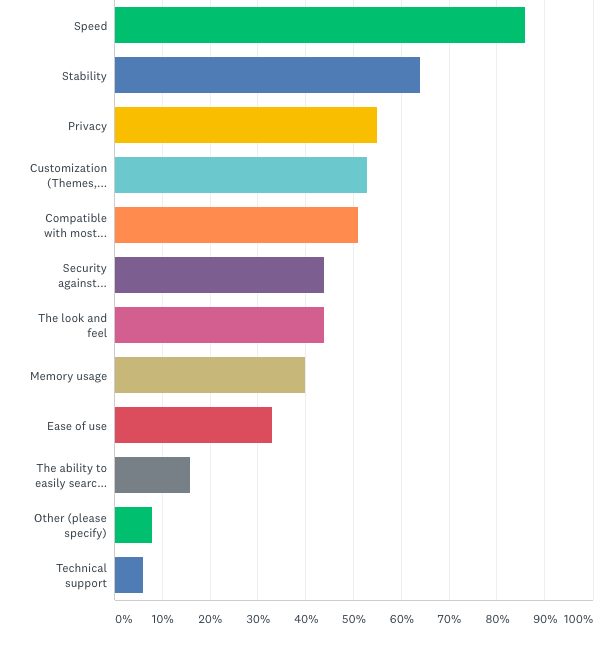 Speed
Stability
Privacy
Customization
(Themes,...
Compatible
with most...
Security
against...
The look and
feel
Memory usage
Ease of use
The ability to
easily searc...
Other (please
specify)
Technical
support
0% 10% 20% 30% 40% 50% 60% 70% 80% 90% 100%